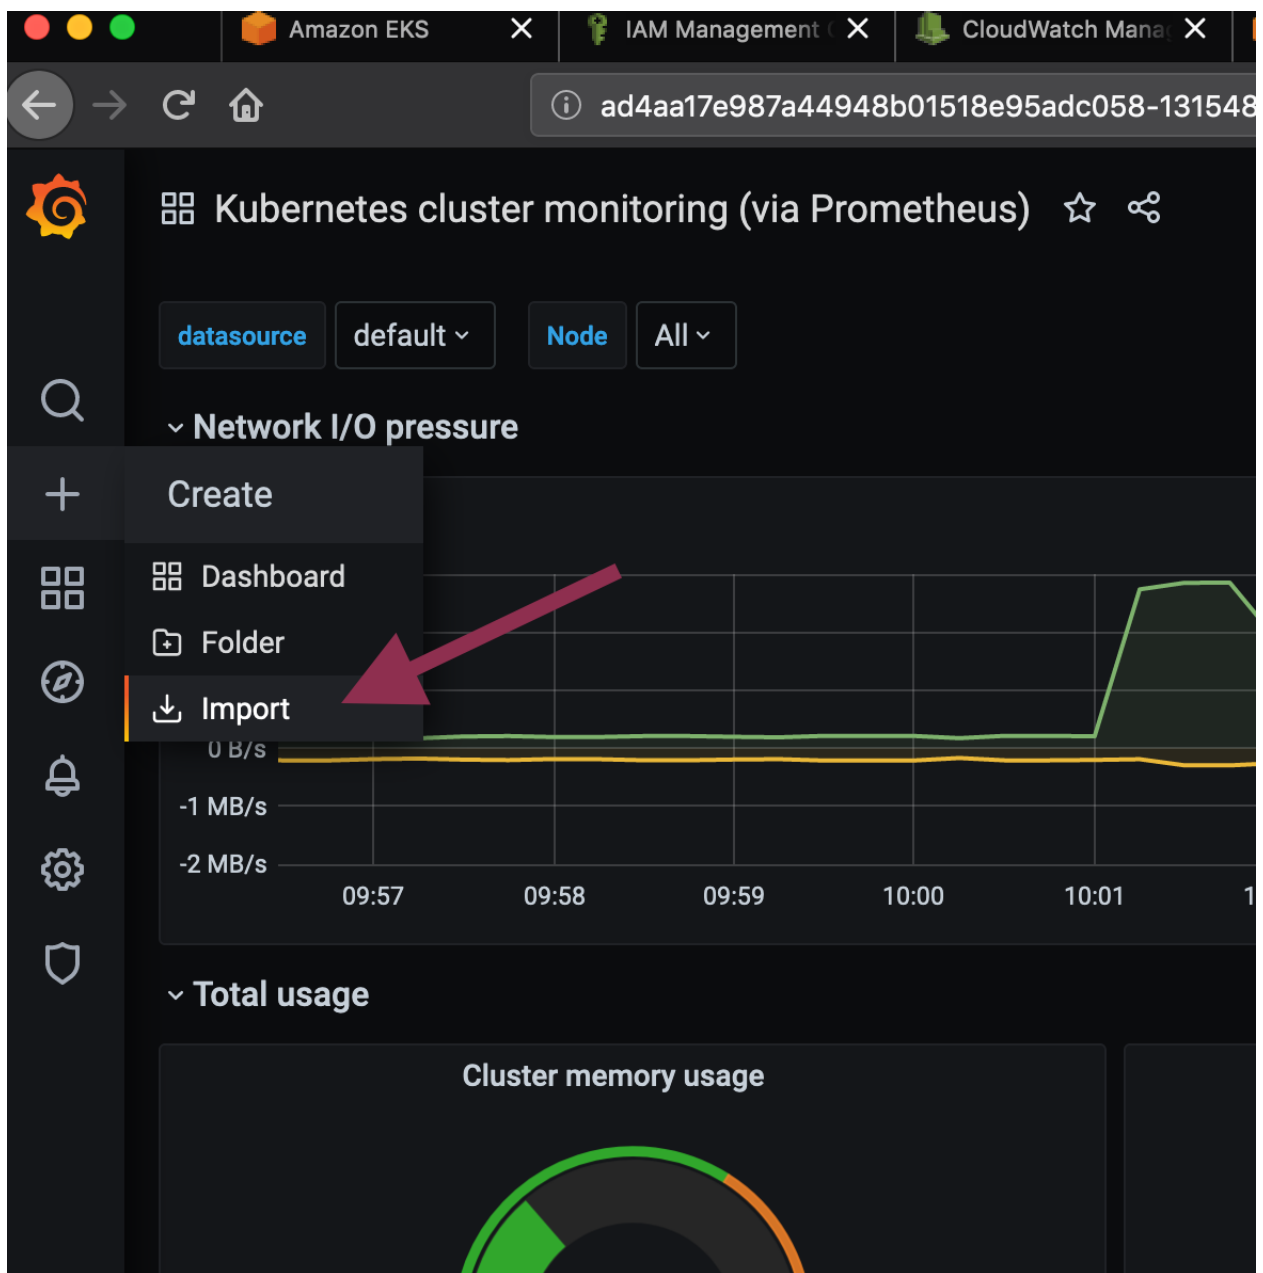 Amazon EKS
IAM Management
CloudWatch Mana
ad4aa17e987a44948b01518e95adc058-131548
Kubernetes cluster monitoring (via Prometheus)
datasource default Node All
Network I/O pressure
Create
Dashboard
Folder
Import
0 B/s
-1 MB/s
-2 MB/s
09:57 09:58 09:59 10:00 10:01 1
Total usage
Cluster memory usage